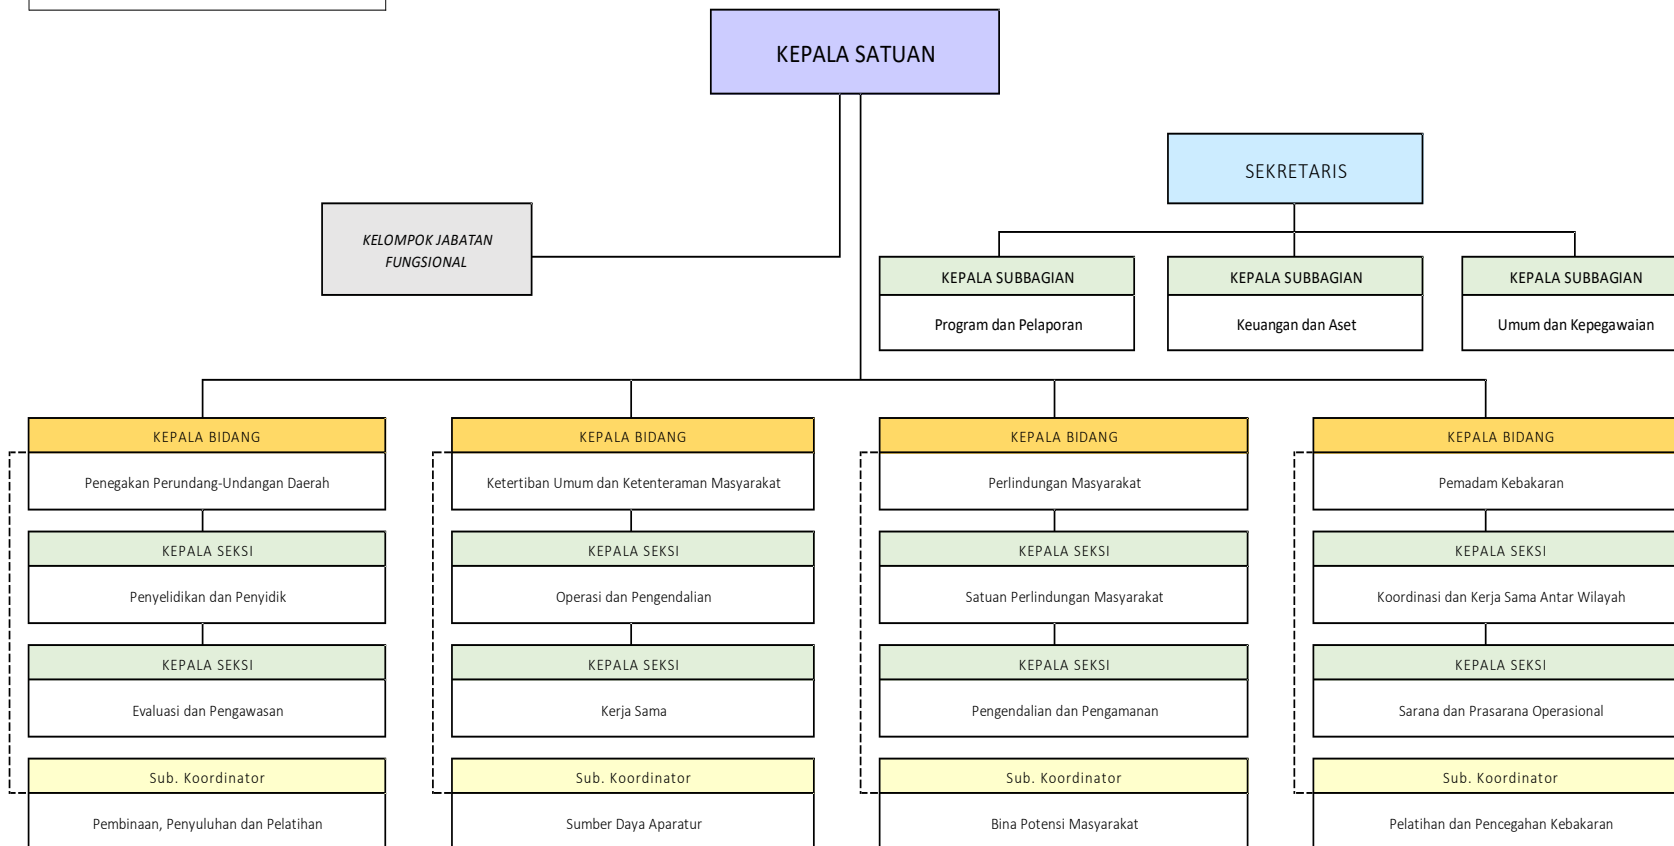 KEPALA SATUAN
SEKRETARIS
KELOMPOK JABATAN
FUNGSIONAL
KEPALA SUBBAGIAN
Program dan Pelaporan
KEPALA SUBBAGIAN
Keuangan dan Aset
KEPALA SUBBAGIAN
Umum dan Kepegawaian
KEPALA BIDANG
Penegakan Perundang-Undangan Daerah
KEPALA SEKSI
Penyelidikan dan Penyidik
KEPALA SEKSI
Evaluasi dan Pengawasan
Sub. Koordinator
Pembinaan, Penyuluhan dan Pelatihan
KEPALA BIDANG
Ketertiban Umum dan Ketenteraman Masyarakat
KEPALA SEKSI
Operasi dan Pengendalian
KEPALA SEKSI
Kerja Sama
Sub. Koordinator
Sumber Daya Aparatur
KEPALA BIDANG
Perlindungan Masyarakat
KEPALA SEKSI
Satuan Perlindungan Masyarakat
KEPALA SEKSI
Pengendalian dan Pengamanan
Sub. Koordinator
Bina Potensi Masyarakat
KEPALA BIDANG
Pemadam Kebakaran
KEPALA SEKSI
Koordinasi dan Kerja Sama Antar Wilayah
KEPALA SEKSI
Sarana dan Prasarana Operasional
Sub. Koordinator
Pelatihan dan Pencegahan Kebakaran